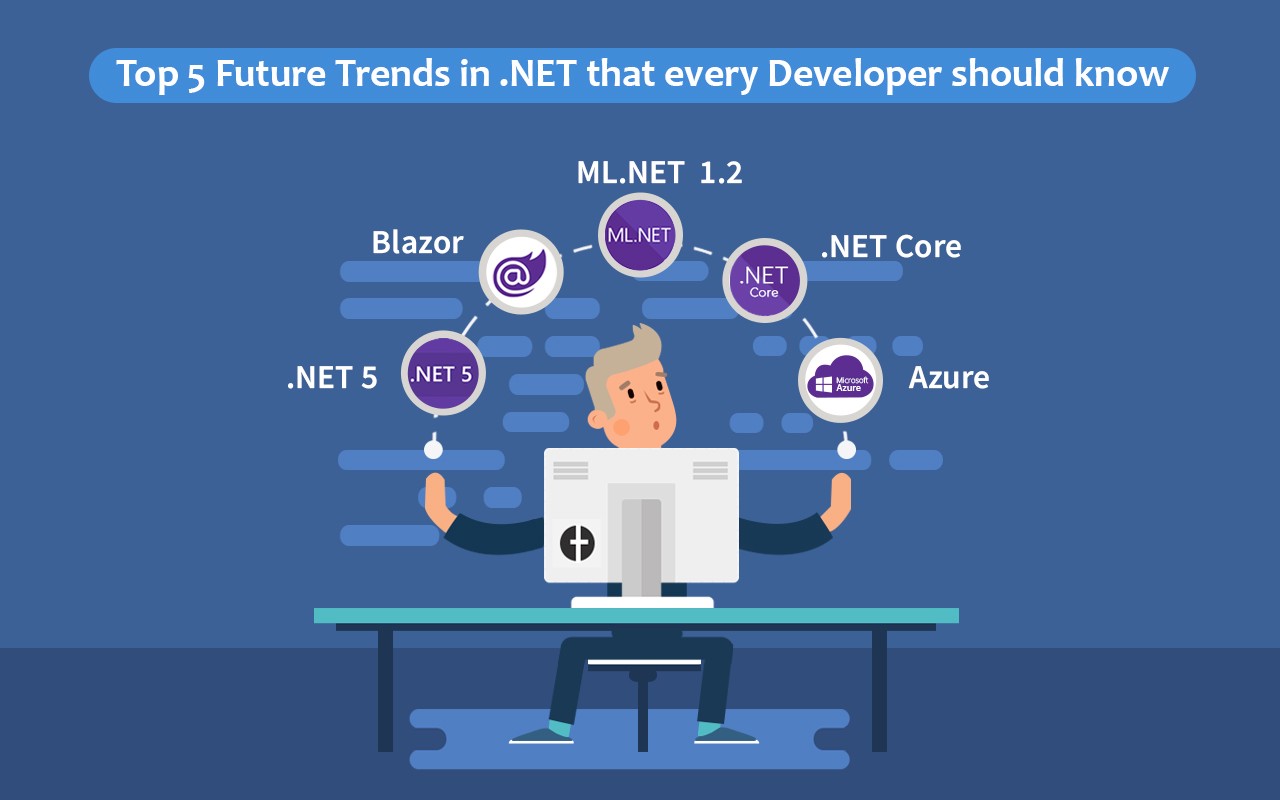 Top 5 Future Trends in .NET that every Developer should know
ML.NET 1.2
ML.NET
Blazor
@
.NET Core
.NET
Core
.NET 5
.NET 5
Microsoft
Azure
Azure